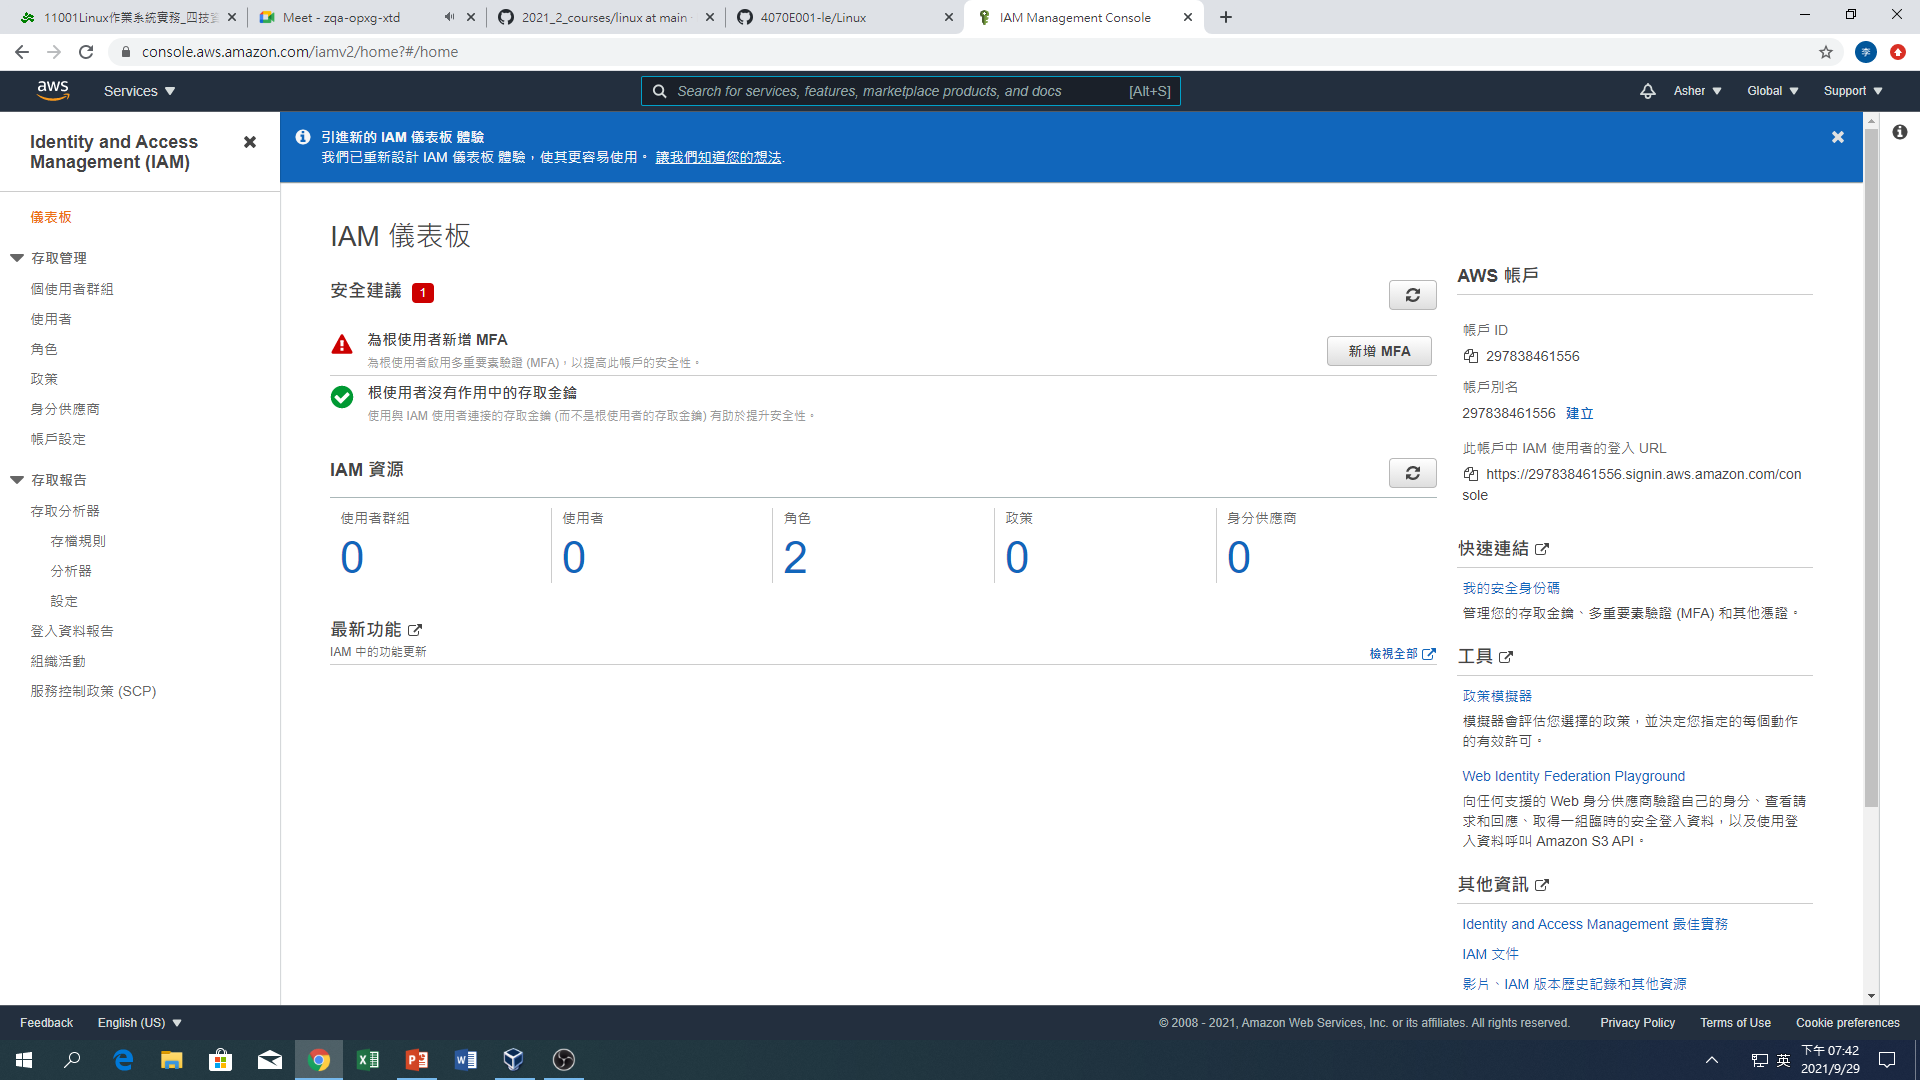 11001Linux作業系統實務_四技資
Meet - zqa-opxg-xtd
2021_2_courses/linux at main
4070E001-le/Linux
IAM Management Console
console.aws.amazon.com/iamv2/home?#/home
李
aws
Services
Search for services, features, marketplace products, and docs
[Alt+S]
Asher
Global
Support
Identity and Access
Management (IAM)
儀表板
存取管理
個使用者群組
使用者
角色
政策
身分供應商
帳戶設定
存取報告
存取分析器
存檔規則
分析器
設定
登入資料報告
組織活動
服務控制政策 (SCP)
引進新的 IAM 儀表板 體驗
我們已重新設計 IAM 儀表板 體驗，使其更容易使用。 讓我們知道您的想法.
IAM 儀表板
安全建議 1
為根使用者新增 MFA
為根使用者啟用多重要素驗證 (MFA)，以提高此帳戶的安全性。
新增 MFA
根使用者沒有作用中的存取金鑰
使用與 IAM 使用者連接的存取金鑰 (而不是根使用者的存取金鑰) 有助於提升安全性。
IAM 資源
使用者群組
0
使用者
0
角色
2
政策
0
身分供應商
0
最新功能
IAM 中的功能更新
檢視全部
AWS 帳戶
帳戶 ID
297838461556
帳戶別名
297838461556 建立
此帳戶中 IAM 使用者的登入 URL
https://297838461556.signin.aws.amazon.com/con
sole
快速連結
我的安全身份碼
管理您的存取金鑰、多重要素驗證 (MFA) 和其他憑證。
工具
政策模擬器
模擬器會評估您選擇的政策，並決定您指定的每個動作
的有效許可。
Web Identity Federation Playground
向任何支援的 Web 身分供應商驗證自己的身分、查看請
求和回應、取得一組臨時的安全登入資料，以及使用登
入資料呼叫 Amazon S3 API。
其他資訊
Identity and Access Management 最佳實務
IAM 文件
影片、IAM 版本歷史記錄和其他資源
Feedback
English (US)
© 2008 - 2021, Amazon Web Services, Inc. or its affiliates. All rights reserved.
Privacy Policy
Terms of Use
Cookie preferences
英
下午 07:42
2021/9/29